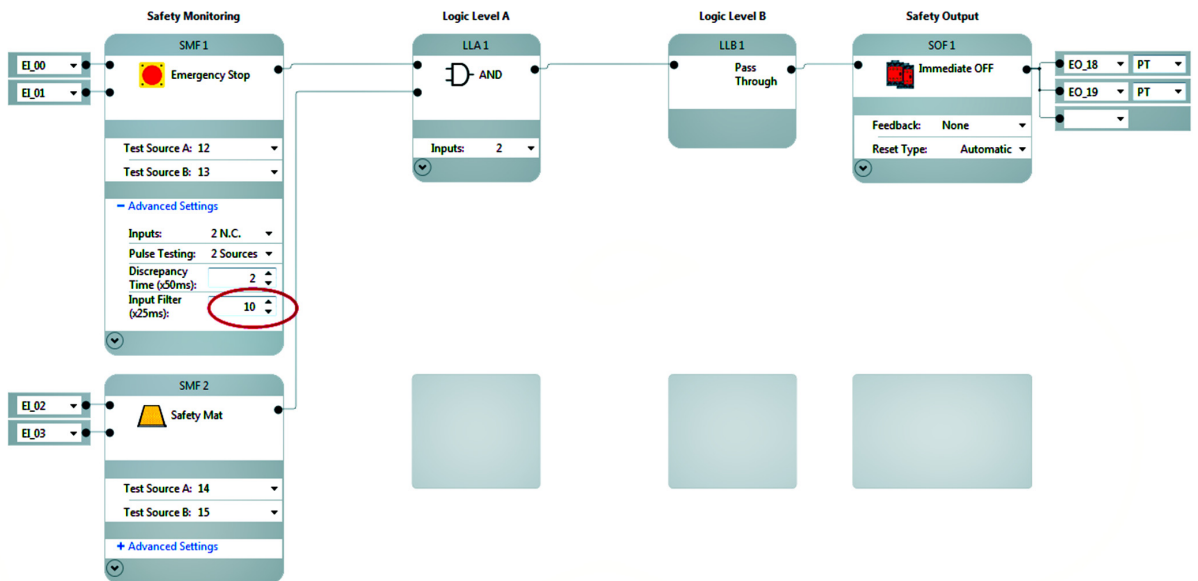 Safety Monitoring
Logic Level A
Logic Level B
Safety Output
SMF 1
LLA 1
LLB 1
SOF 1
EI_00
EI_01
Emergency Stop
AND
Pass
Through
Immediate OFF
EO_18 PT
EO_19 PT
Test Source A: 12
Test Source B: 13
Inputs: 2
Feedback: None
Reset Type: Automatic
− Advanced Settings
Inputs: 2 N.C.
Pulse Testing: 2 Sources
Discrepancy
Time (x50ms): 2
Input Filter
(x25ms): 10
SMF 2
EI_02
EI_03
Safety Mat
Test Source A: 14
Test Source B: 15
+ Advanced Settings